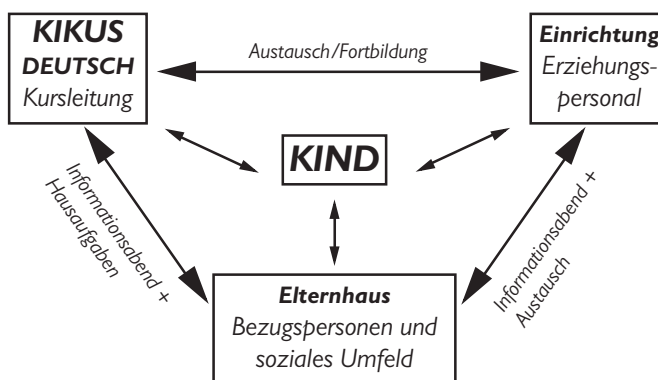 KIKUS
DEUTSCH
Kursleitung
Austausch/Fortbildung
Einrichtung
Erziehungs-
personal
KIND
Informationsabend +
Hausaufgaben
Informationsabend +
Austausch
Elternhaus
Bezugspersonen und
soziales Umfeld